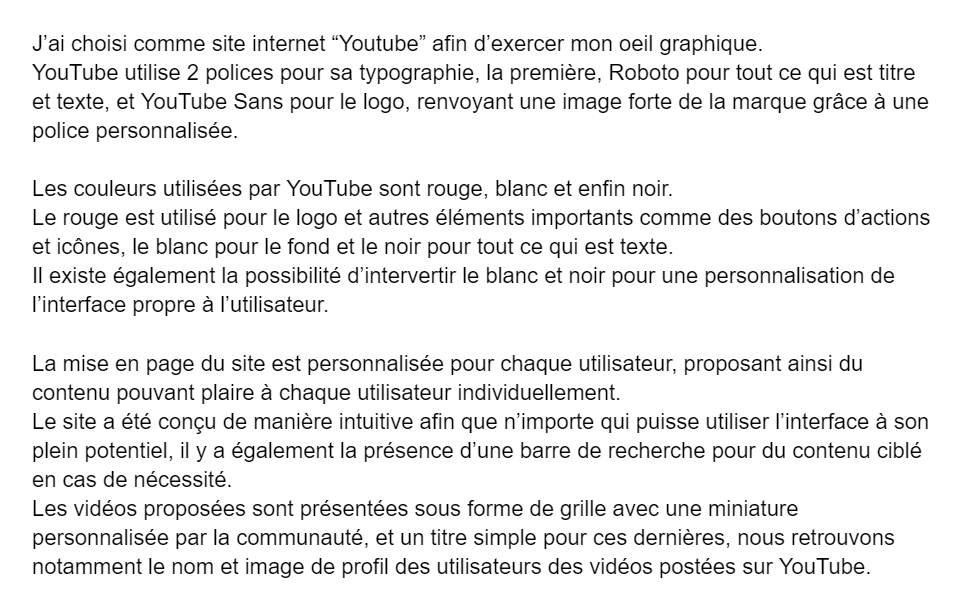 J’ai choisi comme site internet “Youtube” afin d’exercer mon oeil graphique.
YouTube utilise 2 polices pour sa typographie, la première, Roboto pour tout ce qui est titre
et texte, et YouTube Sans pour le logo, renvoyant une image forte de la marque grâce à une
police personnalisée.
Les couleurs utilisées par YouTube sont rouge, blanc et enfin noir.
Le rouge est utilisé pour le logo et autres éléments importants comme des boutons d’actions
et icônes, le blanc pour le fond et le noir pour tout ce qui est texte.
Il existe également la possibilité d’intervertir le blanc et noir pour une personnalisation de
l’interface propre à l’utilisateur.
La mise en page du site est personnalisée pour chaque utilisateur, proposant ainsi du
contenu pouvant plaire à chaque utilisateur individuellement.
Le site a été conçu de manière intuitive afin que n’importe qui puisse utiliser l’interface à son
plein potentiel, il y a également la présence d’une barre de recherche pour du contenu ciblé
en cas de nécessité.
Les vidéos proposées sont présentées sous forme de grille avec une miniature
personnalisée par la communauté, et un titre simple pour ces dernières, nous retrouvons
notamment le nom et image de profil des utilisateurs des vidéos postées sur YouTube.